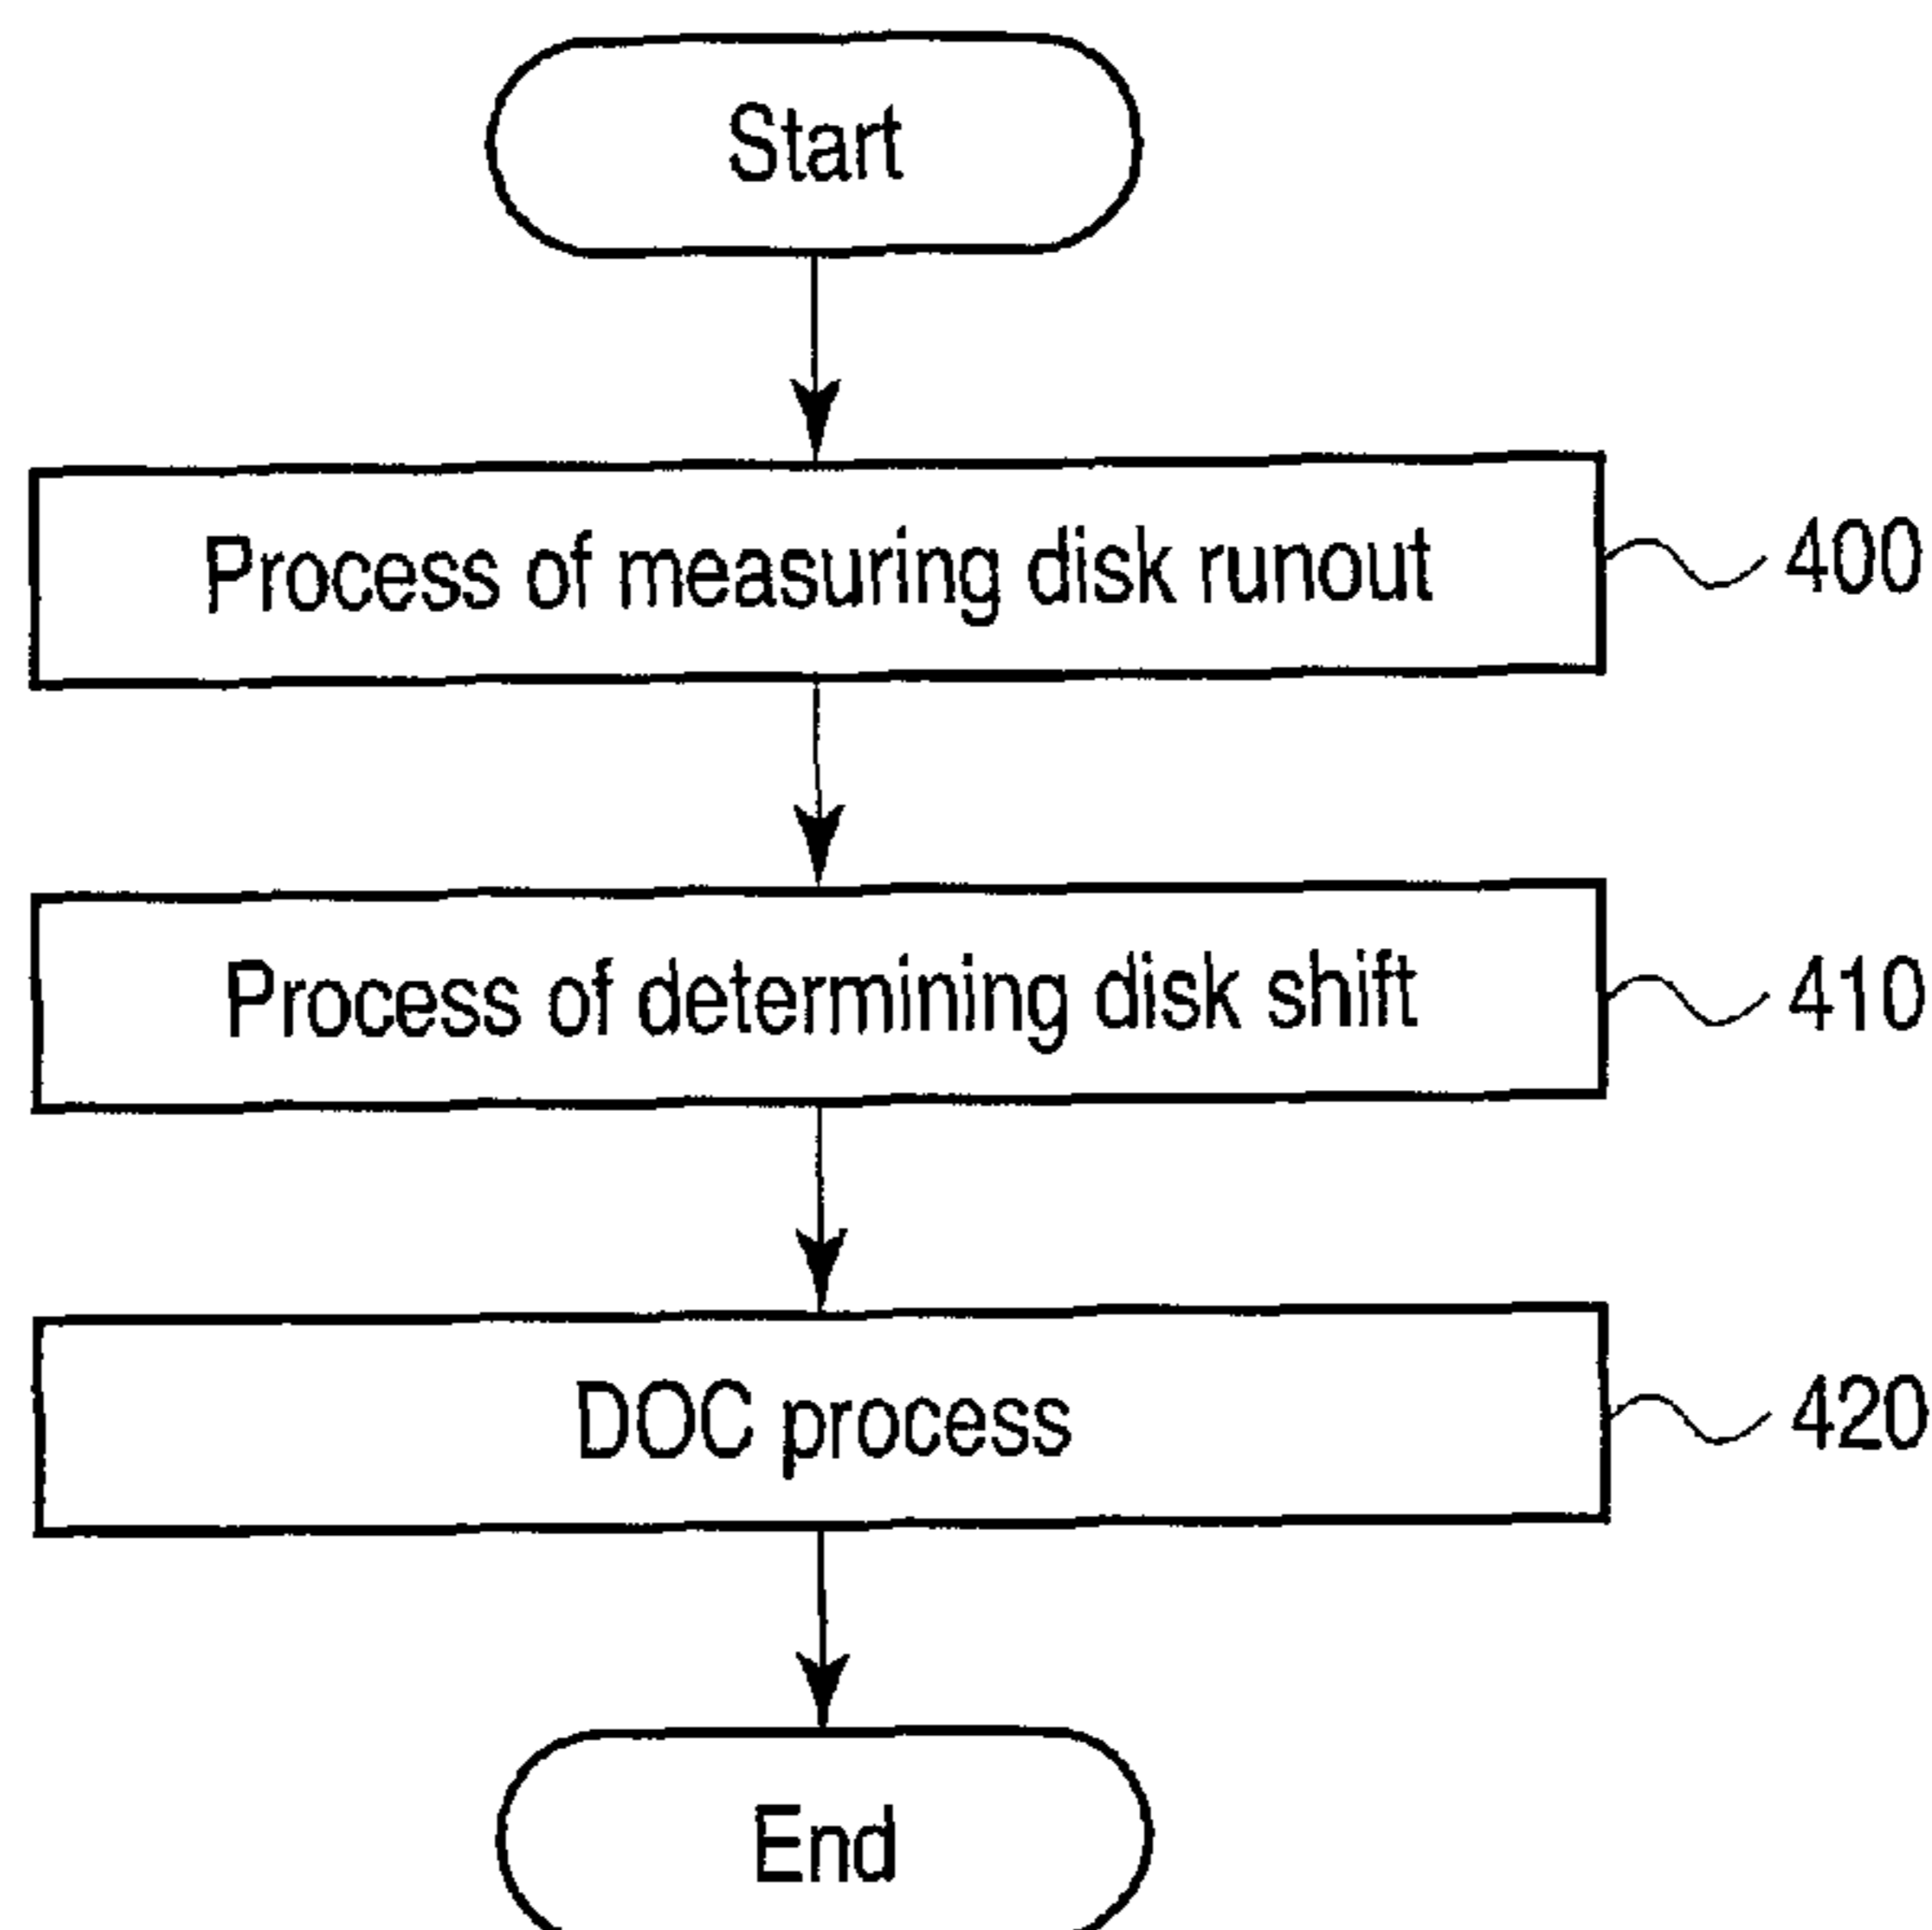 Start
Process of measuring disk runout
400
Process of determining disk shift
410
DOC process
420
End